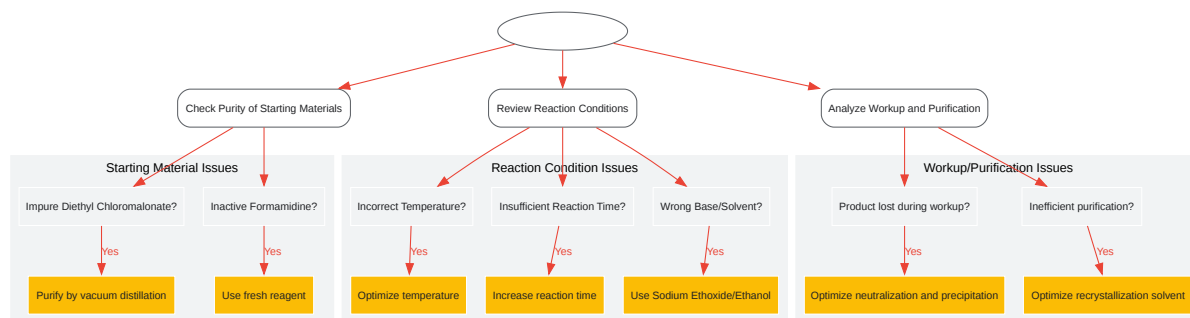 Check Purity of Starting Materials
Review Reaction Conditions
Analyze Workup and Purification
Starting Material Issues
Reaction Condition Issues
Workup/Purification Issues
Impure Diethyl Chloromalonate?
Inactive Formamidine?
Incorrect Temperature?
Insufficient Reaction Time?
Wrong Base/Solvent?
Product lost during workup?
Inefficient purification?
Yes
Yes
Yes
Yes
Yes
Yes
Yes
Purify by vacuum distillation
Use fresh reagent
Optimize temperature
Increase reaction time
Use Sodium Ethoxide/Ethanol
Optimize neutralization and precipitation
Optimize recrystallization solvent